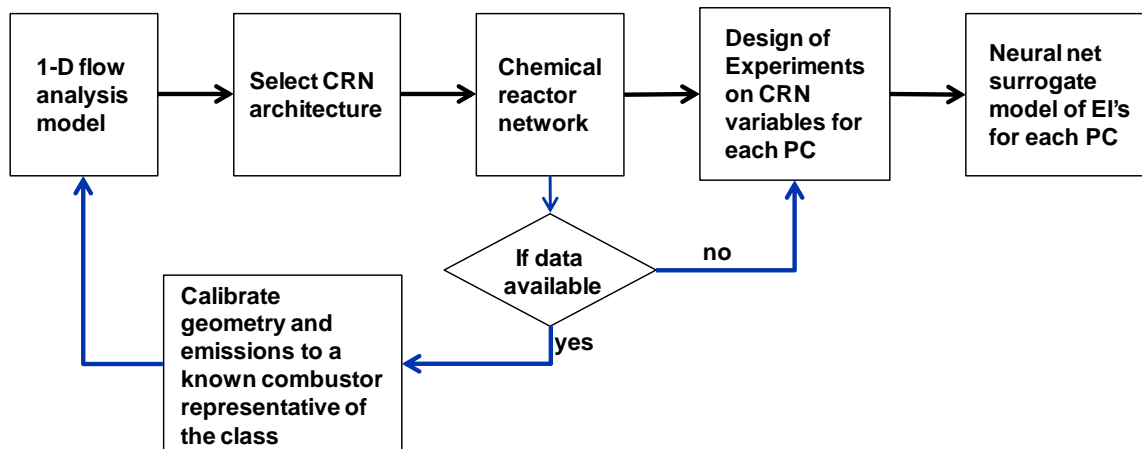 1-D flow
analysis
model
Select CRN
architecture
Chemical
reactor
network
Design of
Experiments
on CRN
variables for
each PC
Neural net
surrogate
model of EI’s
for each PC
If data
available
no
yes
Calibrate
geometry and
emissions to a
known combustor
representative of
the class